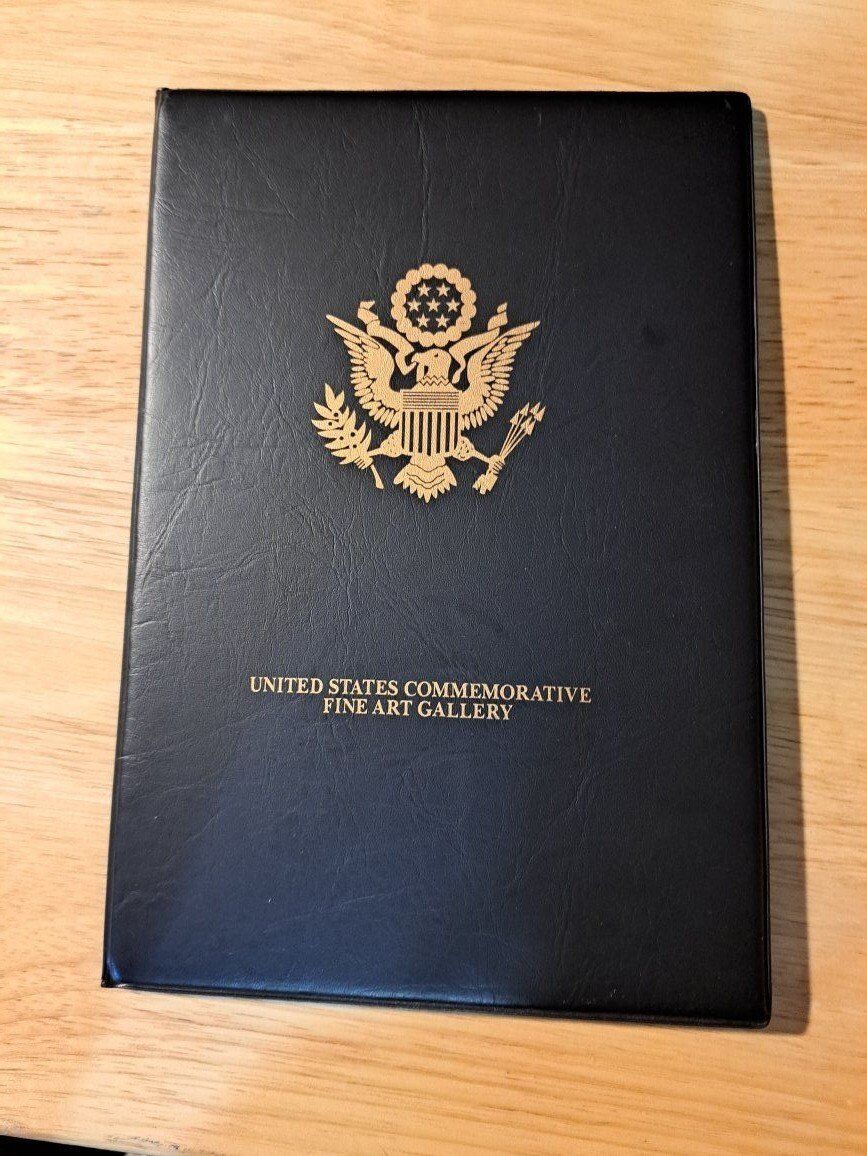 UNITED STATES COMMEMORATIVE
FINE ART GALLERY